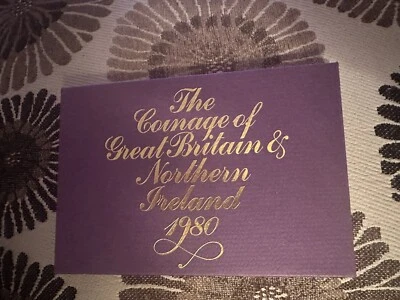 The
Coinage of
Great Britain &
Northern
Ireland
1980